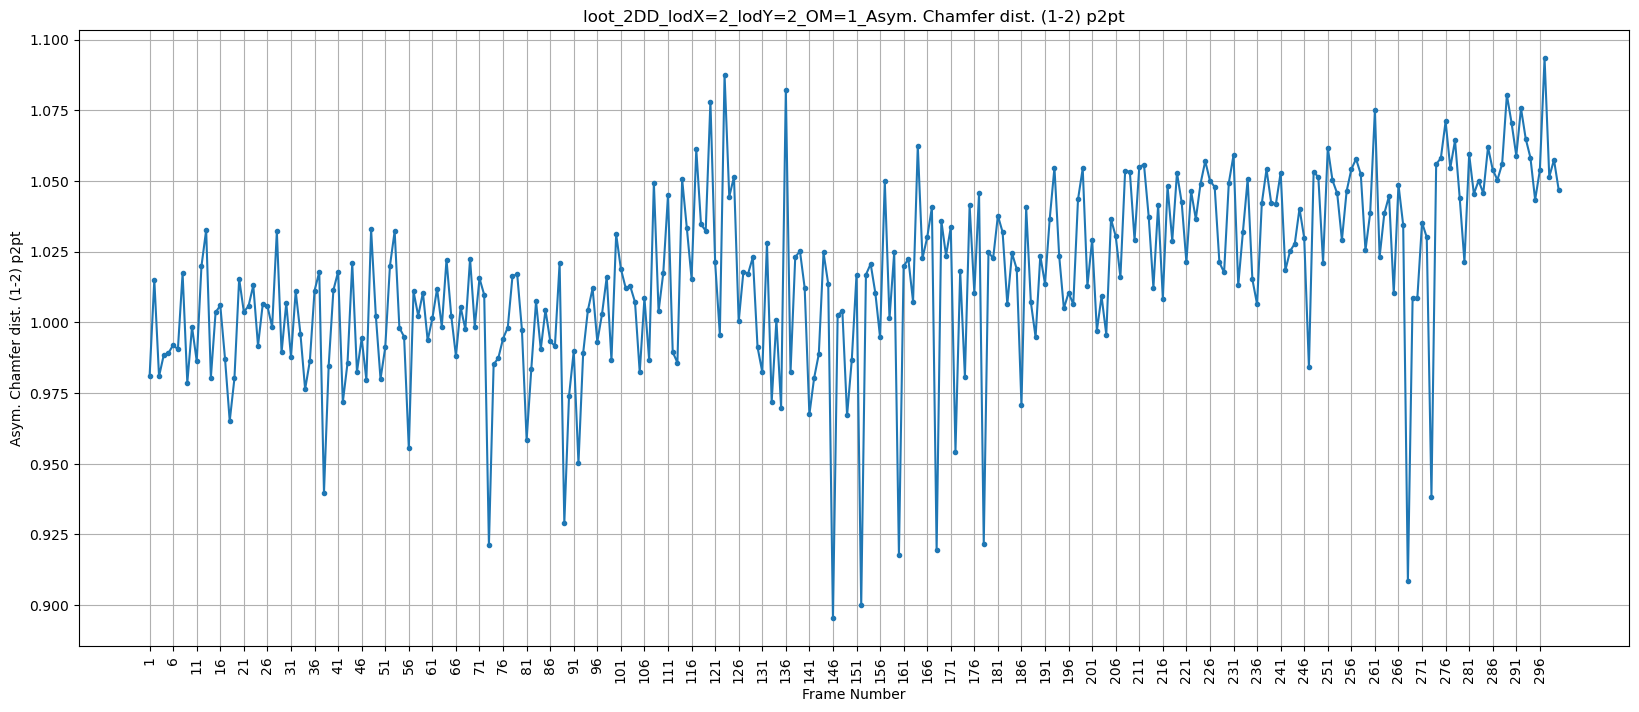 loot_2DD_lodX=2_lodY=2_OM=1_Asym. Chamfer dist. (1-2) p2pt
Asym. Chamfer dist. (1-2) p2pt
1.100
1.075
1.050
1.025
1.000
0.975
0.950
0.925
0.900
1 6 11 16 21 26 31 36 41 46 51 56 61 66 71 76 81 86 91 96 101 106 111 116 121 126 131 136 141 146 151 156 161 166 171 176 181 186 191 196 201 206 211 216 221 226 231 236 241 246 251 256 261 266 271 276 281 286 291 296
Frame Number